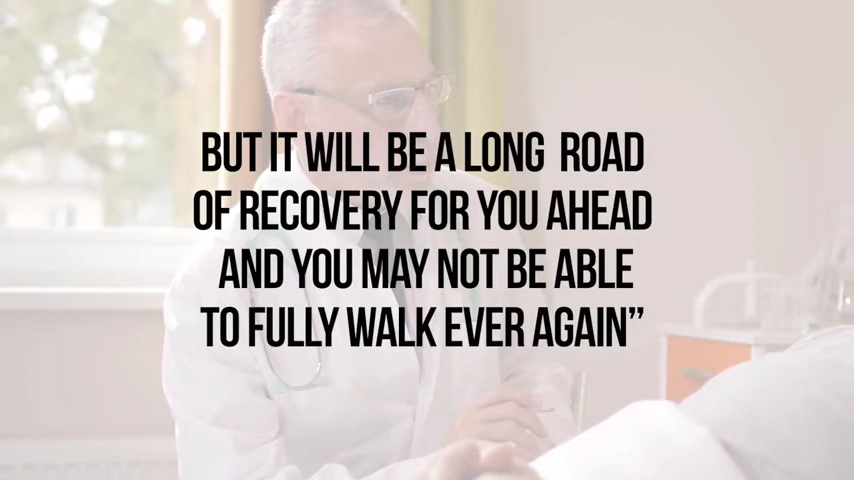 BUT IT WILL BE A LONG ROAD
OF RECOVERY FOR YOU AHEAD
AND YOU MAY NOT BE ABLE
TO FULLY WALK EVER AGAIN”